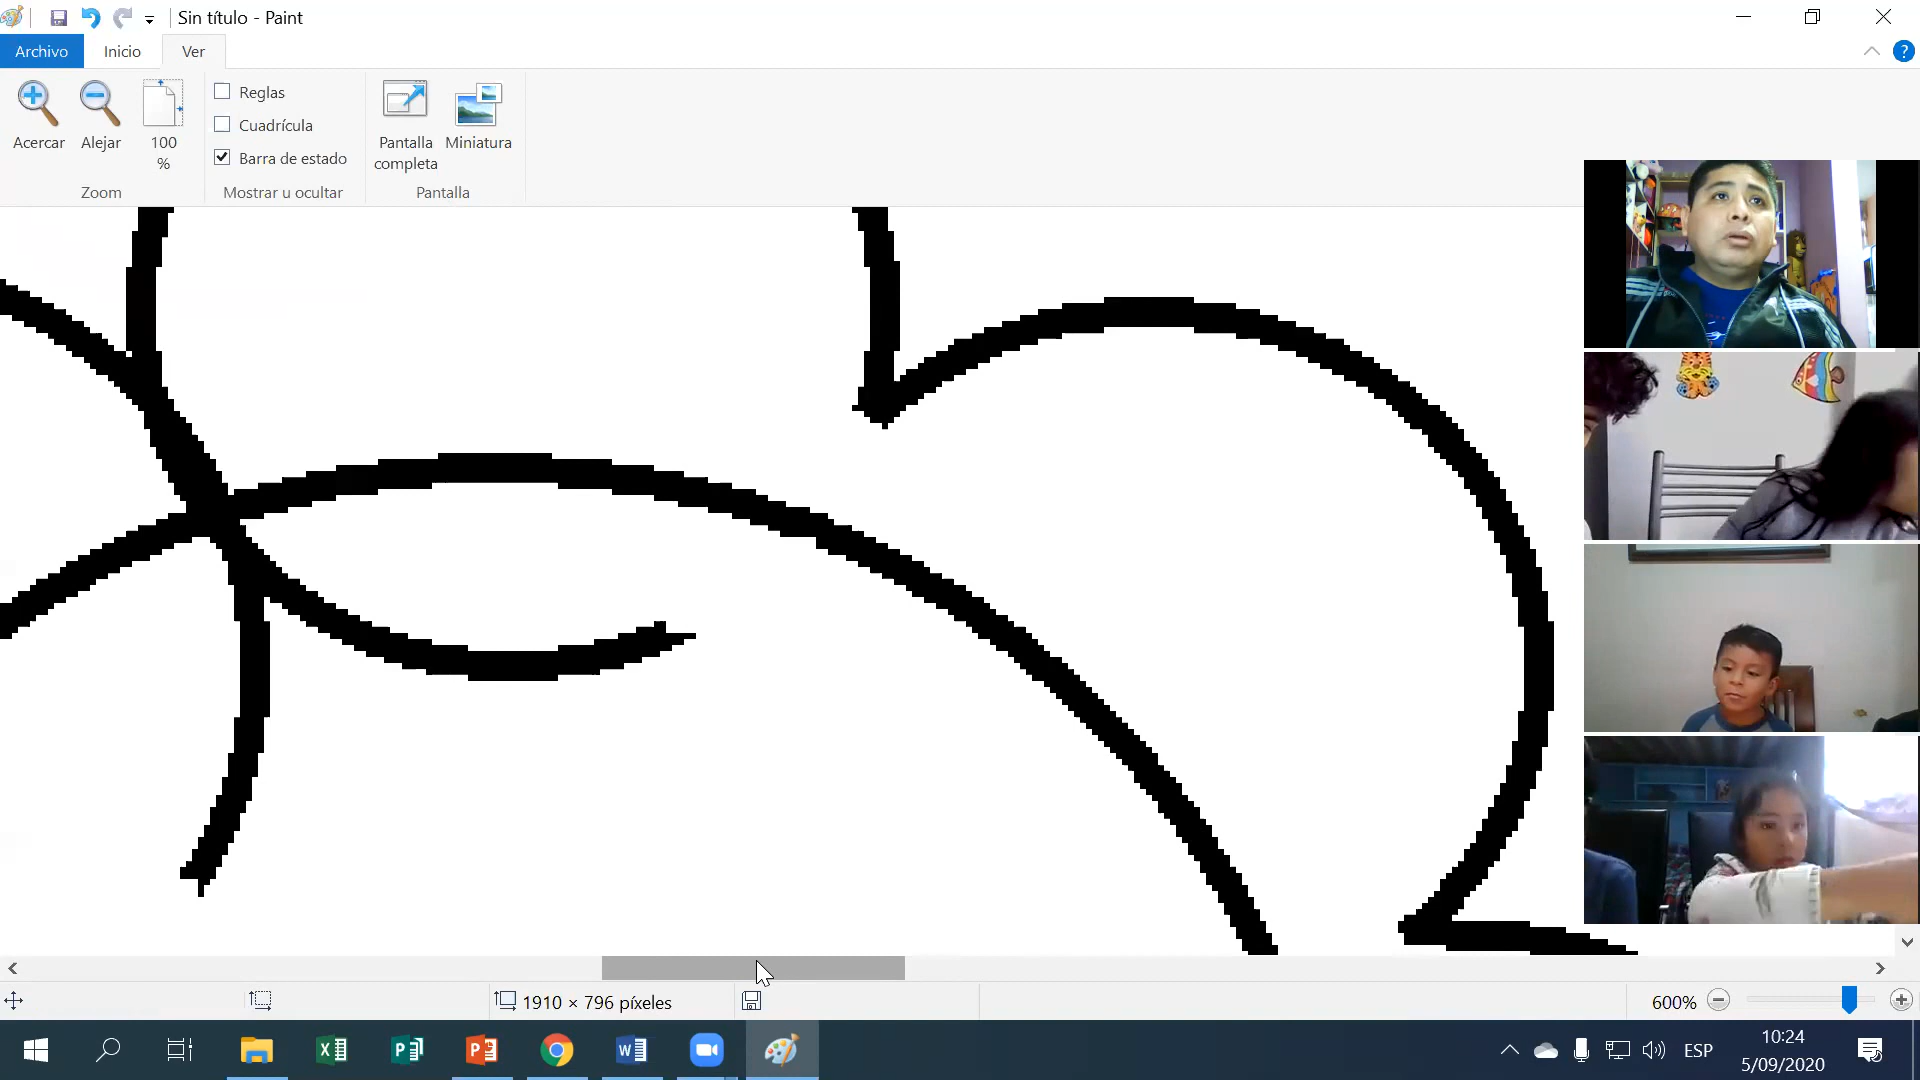 Sin título - Paint
Archivo Inicio Ver
Acercar Alejar 100 %
Reglas
Cuadrícula
Barra de estado
Pantalla completa
Miniatura
Zoom Mostrar u ocultar Pantalla
1910 × 796 píxeles
600%
ESP
10:24
5/09/2020